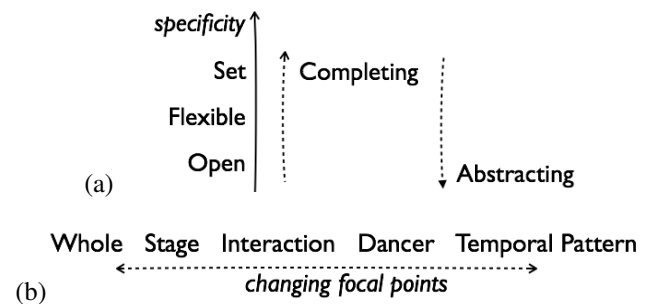 specificity
Set
Completing
Flexible
Open
Abstracting
(a)
Whole Stage Interaction Dancer Temporal Pattern
changing focal points
(b)